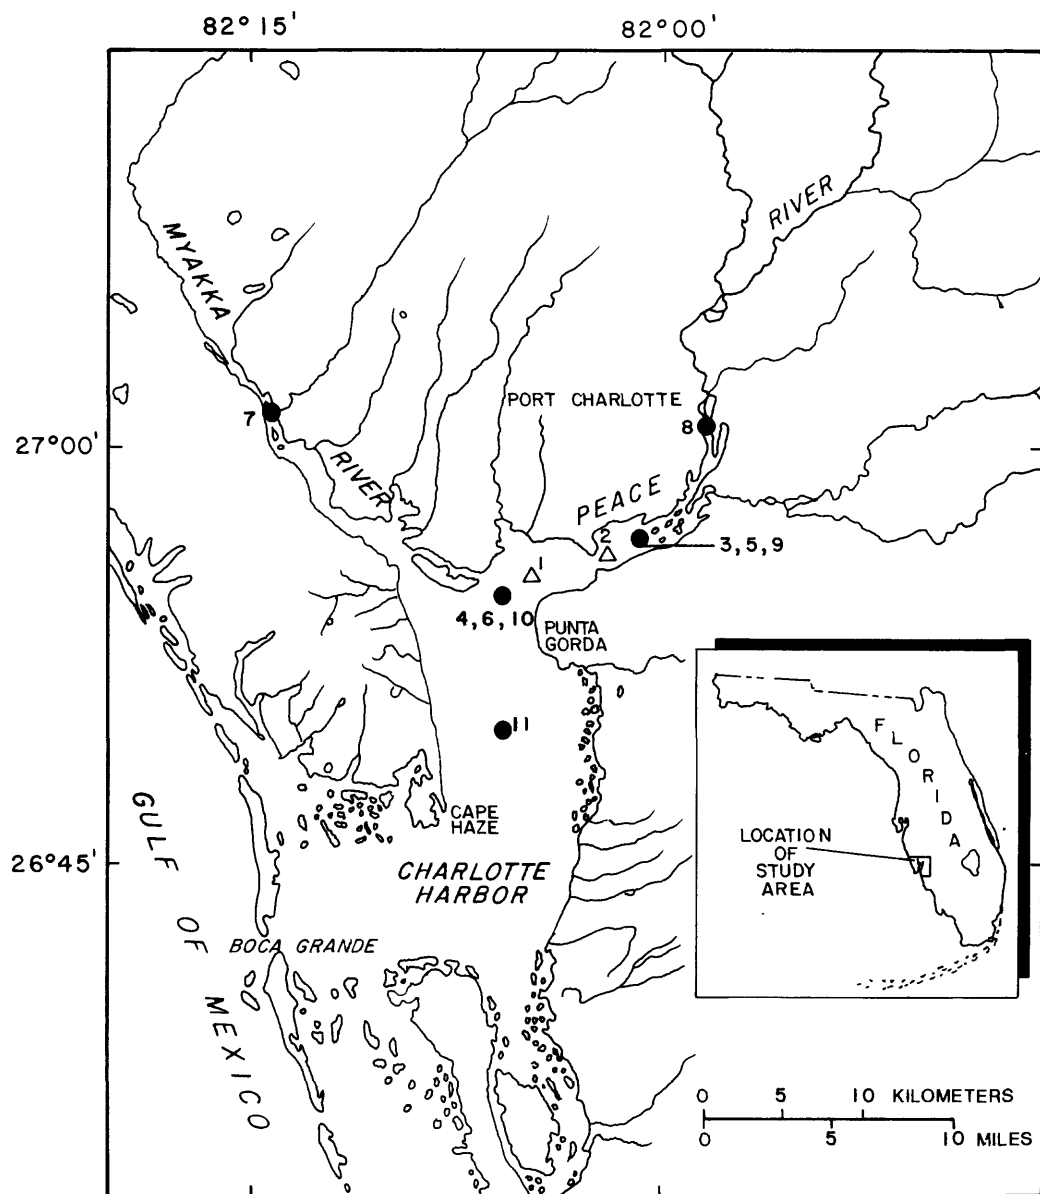 82°15'
82°00'
MYAKKA
RIVER
RIVER
PEACE
PORT CHARLOTTE
7
8
27°00'
2
1
3,5,9
4,6,10
PUNTA
GORDA
11
CAPE
HAZE
26°45'
CHARLOTTE
HARBOR
GULF
OF
MEXICO
BOCA GRANDE
FLORIDA
LOCATION
OF
STUDY
AREA
0 5 10 KILOMETERS
0 5 10 MILES